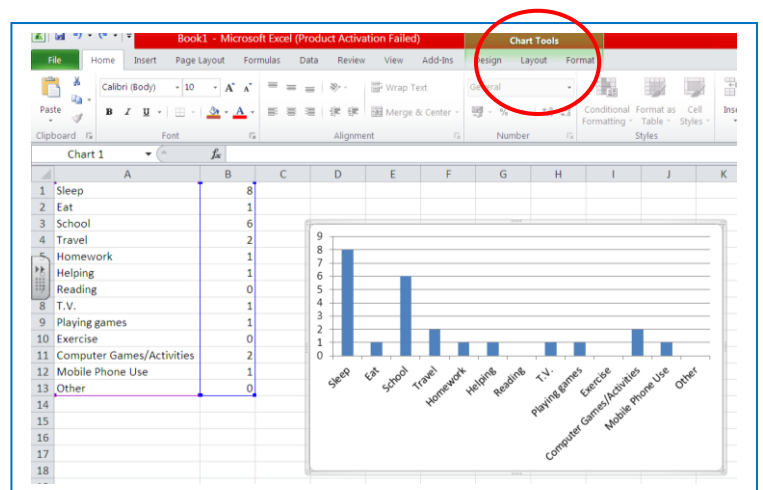 Book1 - Microsoft Excel (Product Activation Failed)
Chart Tools
File Home Insert Page Layout Formulas Data Review View Add-Ins Design Layout Format
Calibri (Body) 10 A A Wrap Text General
Paste B I U A Merge & Center % Conditional Formatting Format as Table Cell Styles
Clipboard Font Alignment Number Styles
Chart 1 fx
A B C D E F G H I J K
1 Sleep 8
2 Eat 1
3 School 6
4 Travel 2
5 Homework 1
Helping 1
Reading 0
8 T.V. 1
9 Playing games 1
10 Exercise 0
11 Computer Games/Activities 2
12 Mobile Phone Use 1
13 Other 0
14
15
16
17
18
9
8
7
6
5
4
3
2
1
0
Sleep Eat School Travel Homework Helping Reading T.V. Playing games Exercise Computer Games/Activities Mobile Phone Use Other